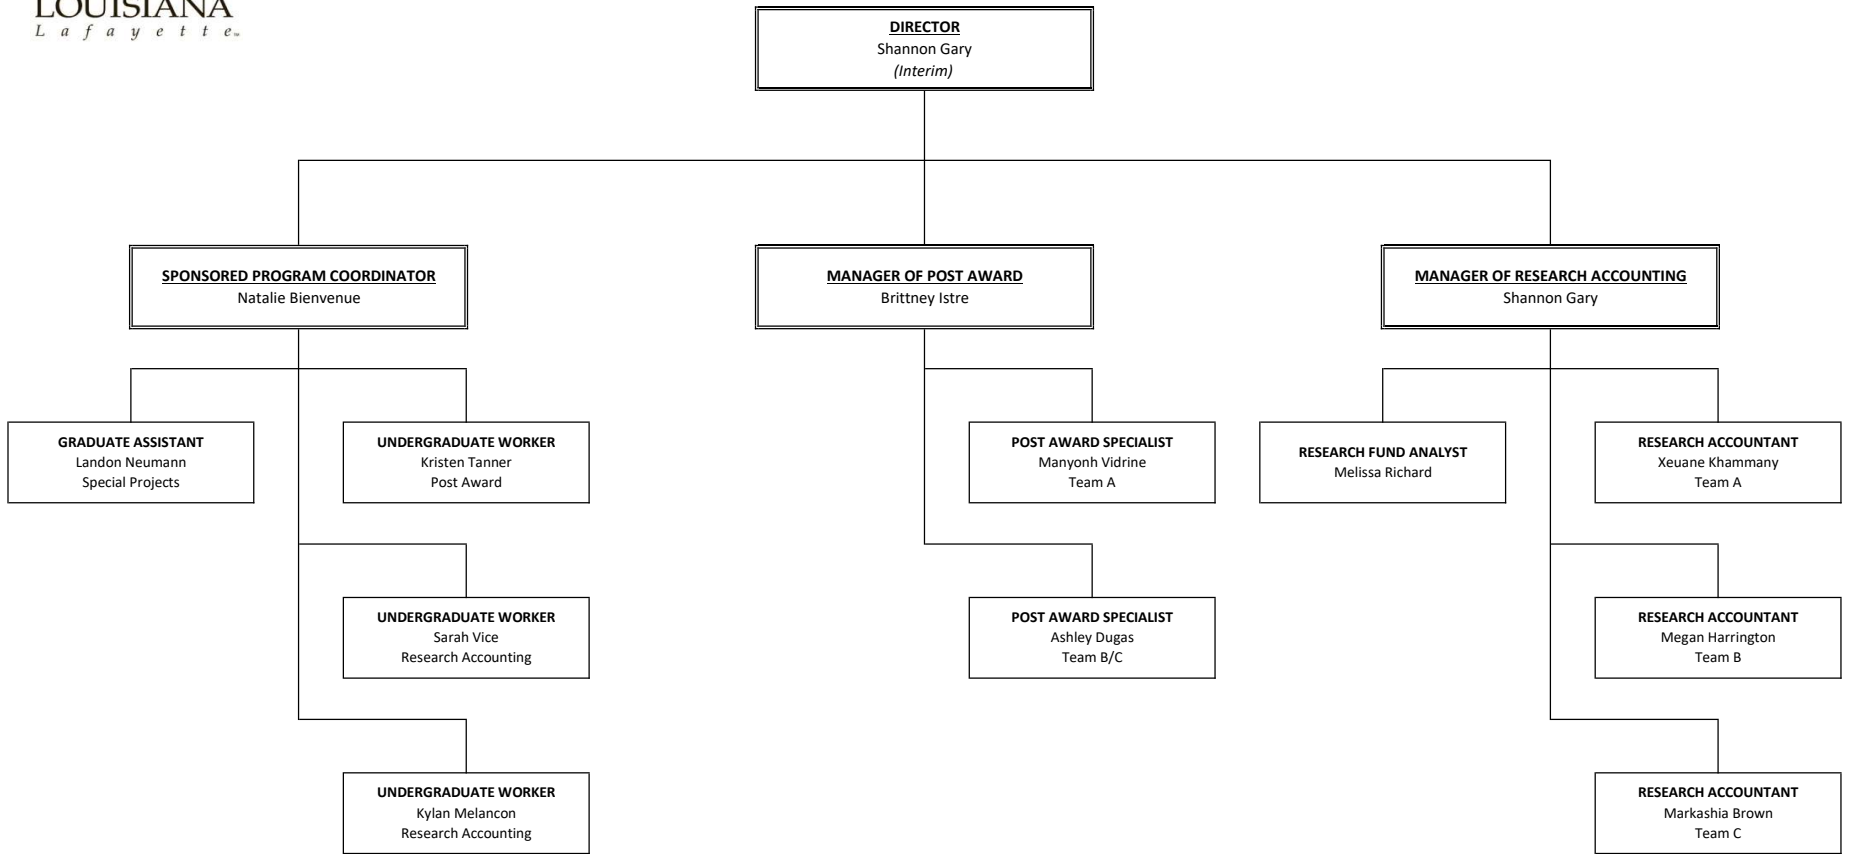 LOUISIANA
Lafayette™
DIRECTOR
Shannon Gary
(Interim)
SPONSORED PROGRAM COORDINATOR
Natalie Bienvenue
MANAGER OF POST AWARD
Brittney Istre
MANAGER OF RESEARCH ACCOUNTING
Shannon Gary
GRADUATE ASSISTANT
Landon Neumann
Special Projects
UNDERGRADUATE WORKER
Kristen Tanner
Post Award
POST AWARD SPECIALIST
Manyonh Vidrine
Team A
RESEARCH FUND ANALYST
Melissa Richard
RESEARCH ACCOUNTANT
Xeuane Khammany
Team A
UNDERGRADUATE WORKER
Sarah Vice
Research Accounting
POST AWARD SPECIALIST
Ashley Dugas
Team B/C
RESEARCH ACCOUNTANT
Megan Harrington
Team B
UNDERGRADUATE WORKER
Kylan Melancon
Research Accounting
RESEARCH ACCOUNTANT
Markashia Brown
Team C